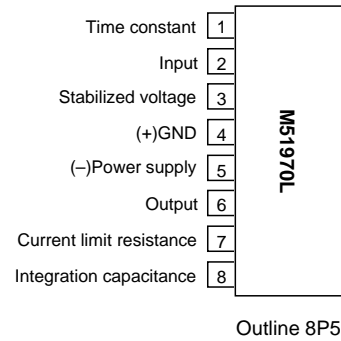 Time constant 1
Input 2
Stabilized voltage 3
(+)GND 4
(–)Power supply 5
Output 6
Current limit resistance 7
Integration capacitance 8
M51970L
Outline 8P5